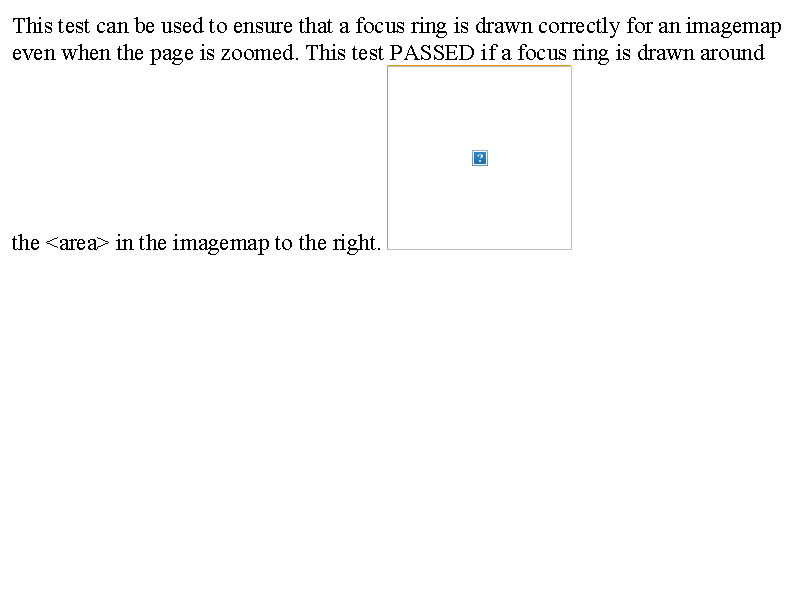 This test can be used to ensure that a focus ring is drawn correctly for an imagemap
even when the page is zoomed. This test PASSED if a focus ring is drawn around
the <area> in the imagemap to the right.